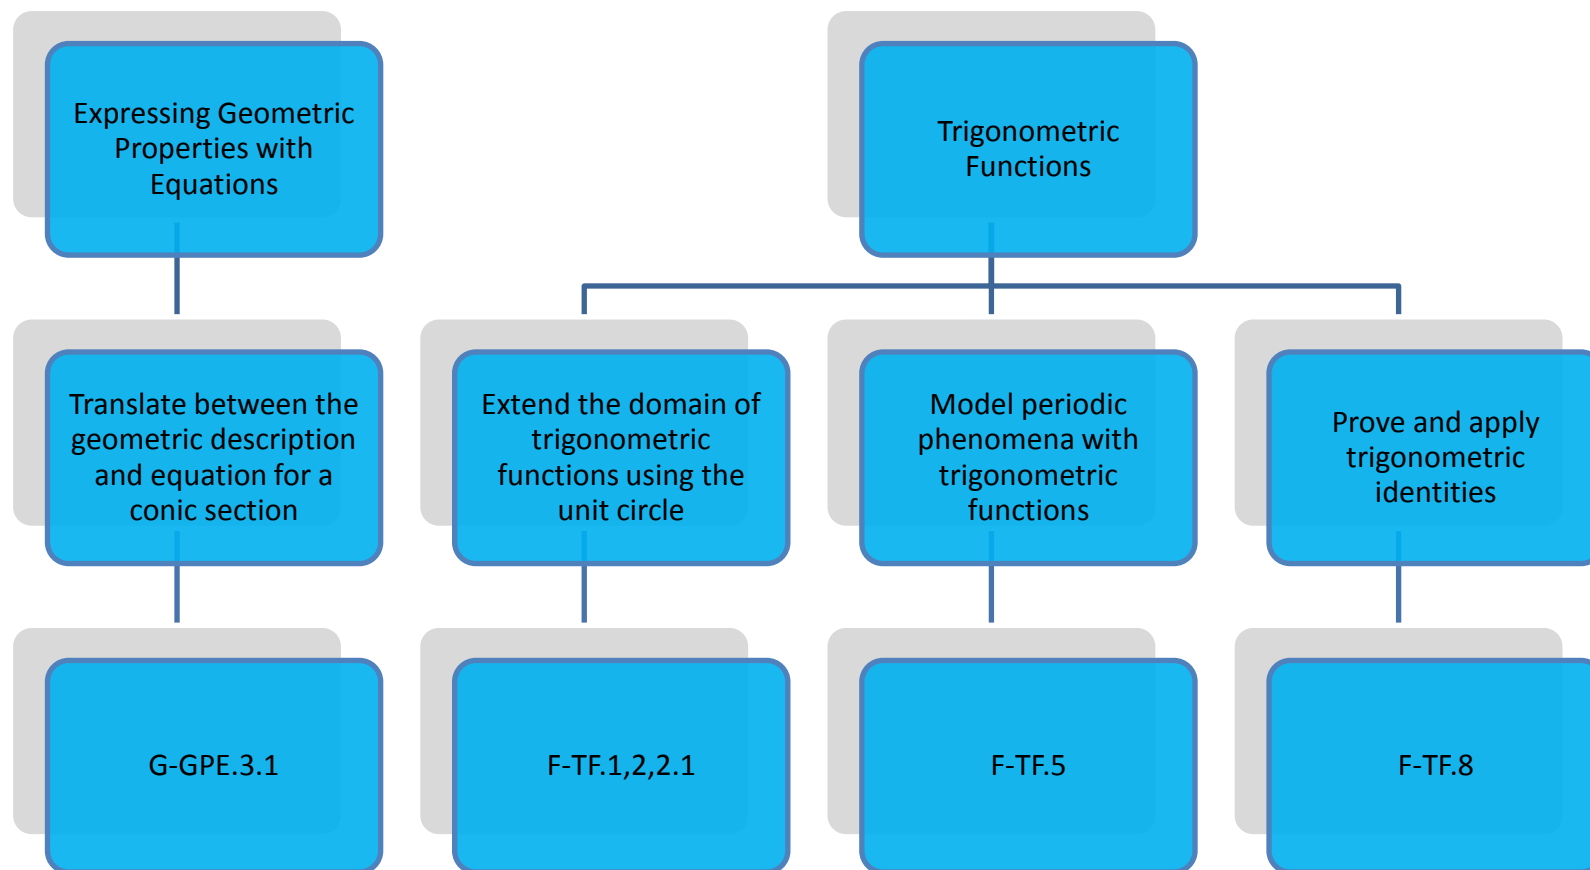 Expressing Geometric
Properties with
Equations
Trigonometric
Functions
Translate between the
geometric description
and equation for a
conic section
Extend the domain of
trigonometric
functions using the
unit circle
Model periodic
phenomena with
trigonometric
functions
Prove and apply
trigonometric
identities
G-GPE.3.1
F-TF.1,2,2.1
F-TF.5
F-TF.8